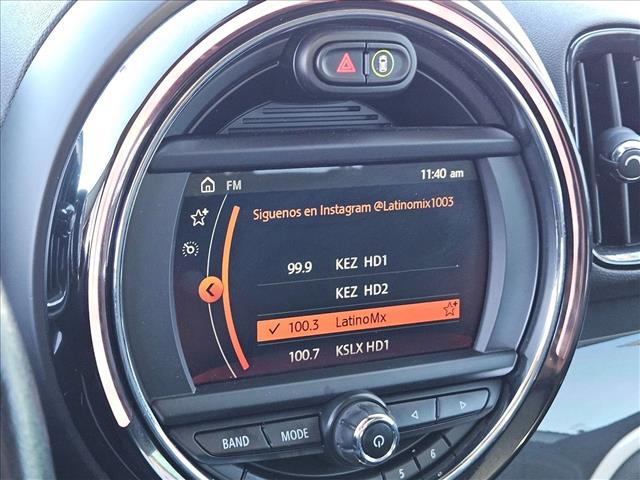 FM 11:40 am
Siguenos en Instagram @Latinomix1003
99.9 KEZ HD1
KEZ HD2
✓ 100.3 LatinoMx
100.7 KSLX HD1
BAND MODE
5 6